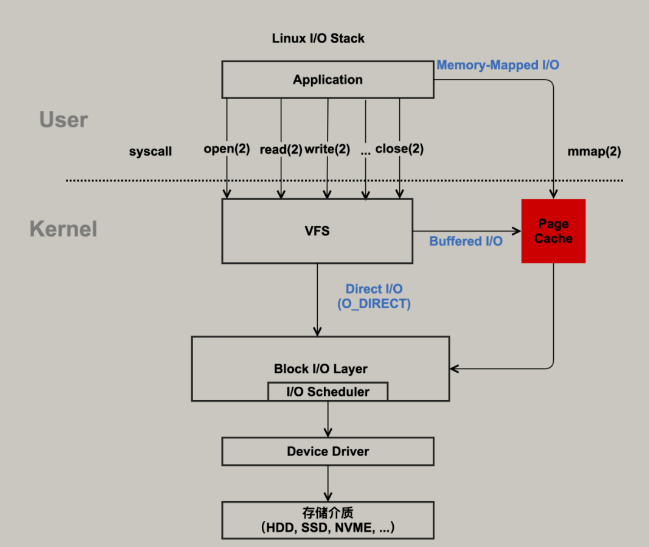 Linux I/O Stack
Memory-Mapped I/O
Application
User
syscall
open(2)
read(2)
write(2)
...
close(2)
mmap(2)
Kernel
VFS
Buffered I/O
Page
Cache
Direct I/O
(O_DIRECT)
Block I/O Layer
I/O Scheduler
Device Driver
存储介质
（HDD, SSD, NVME, ...）